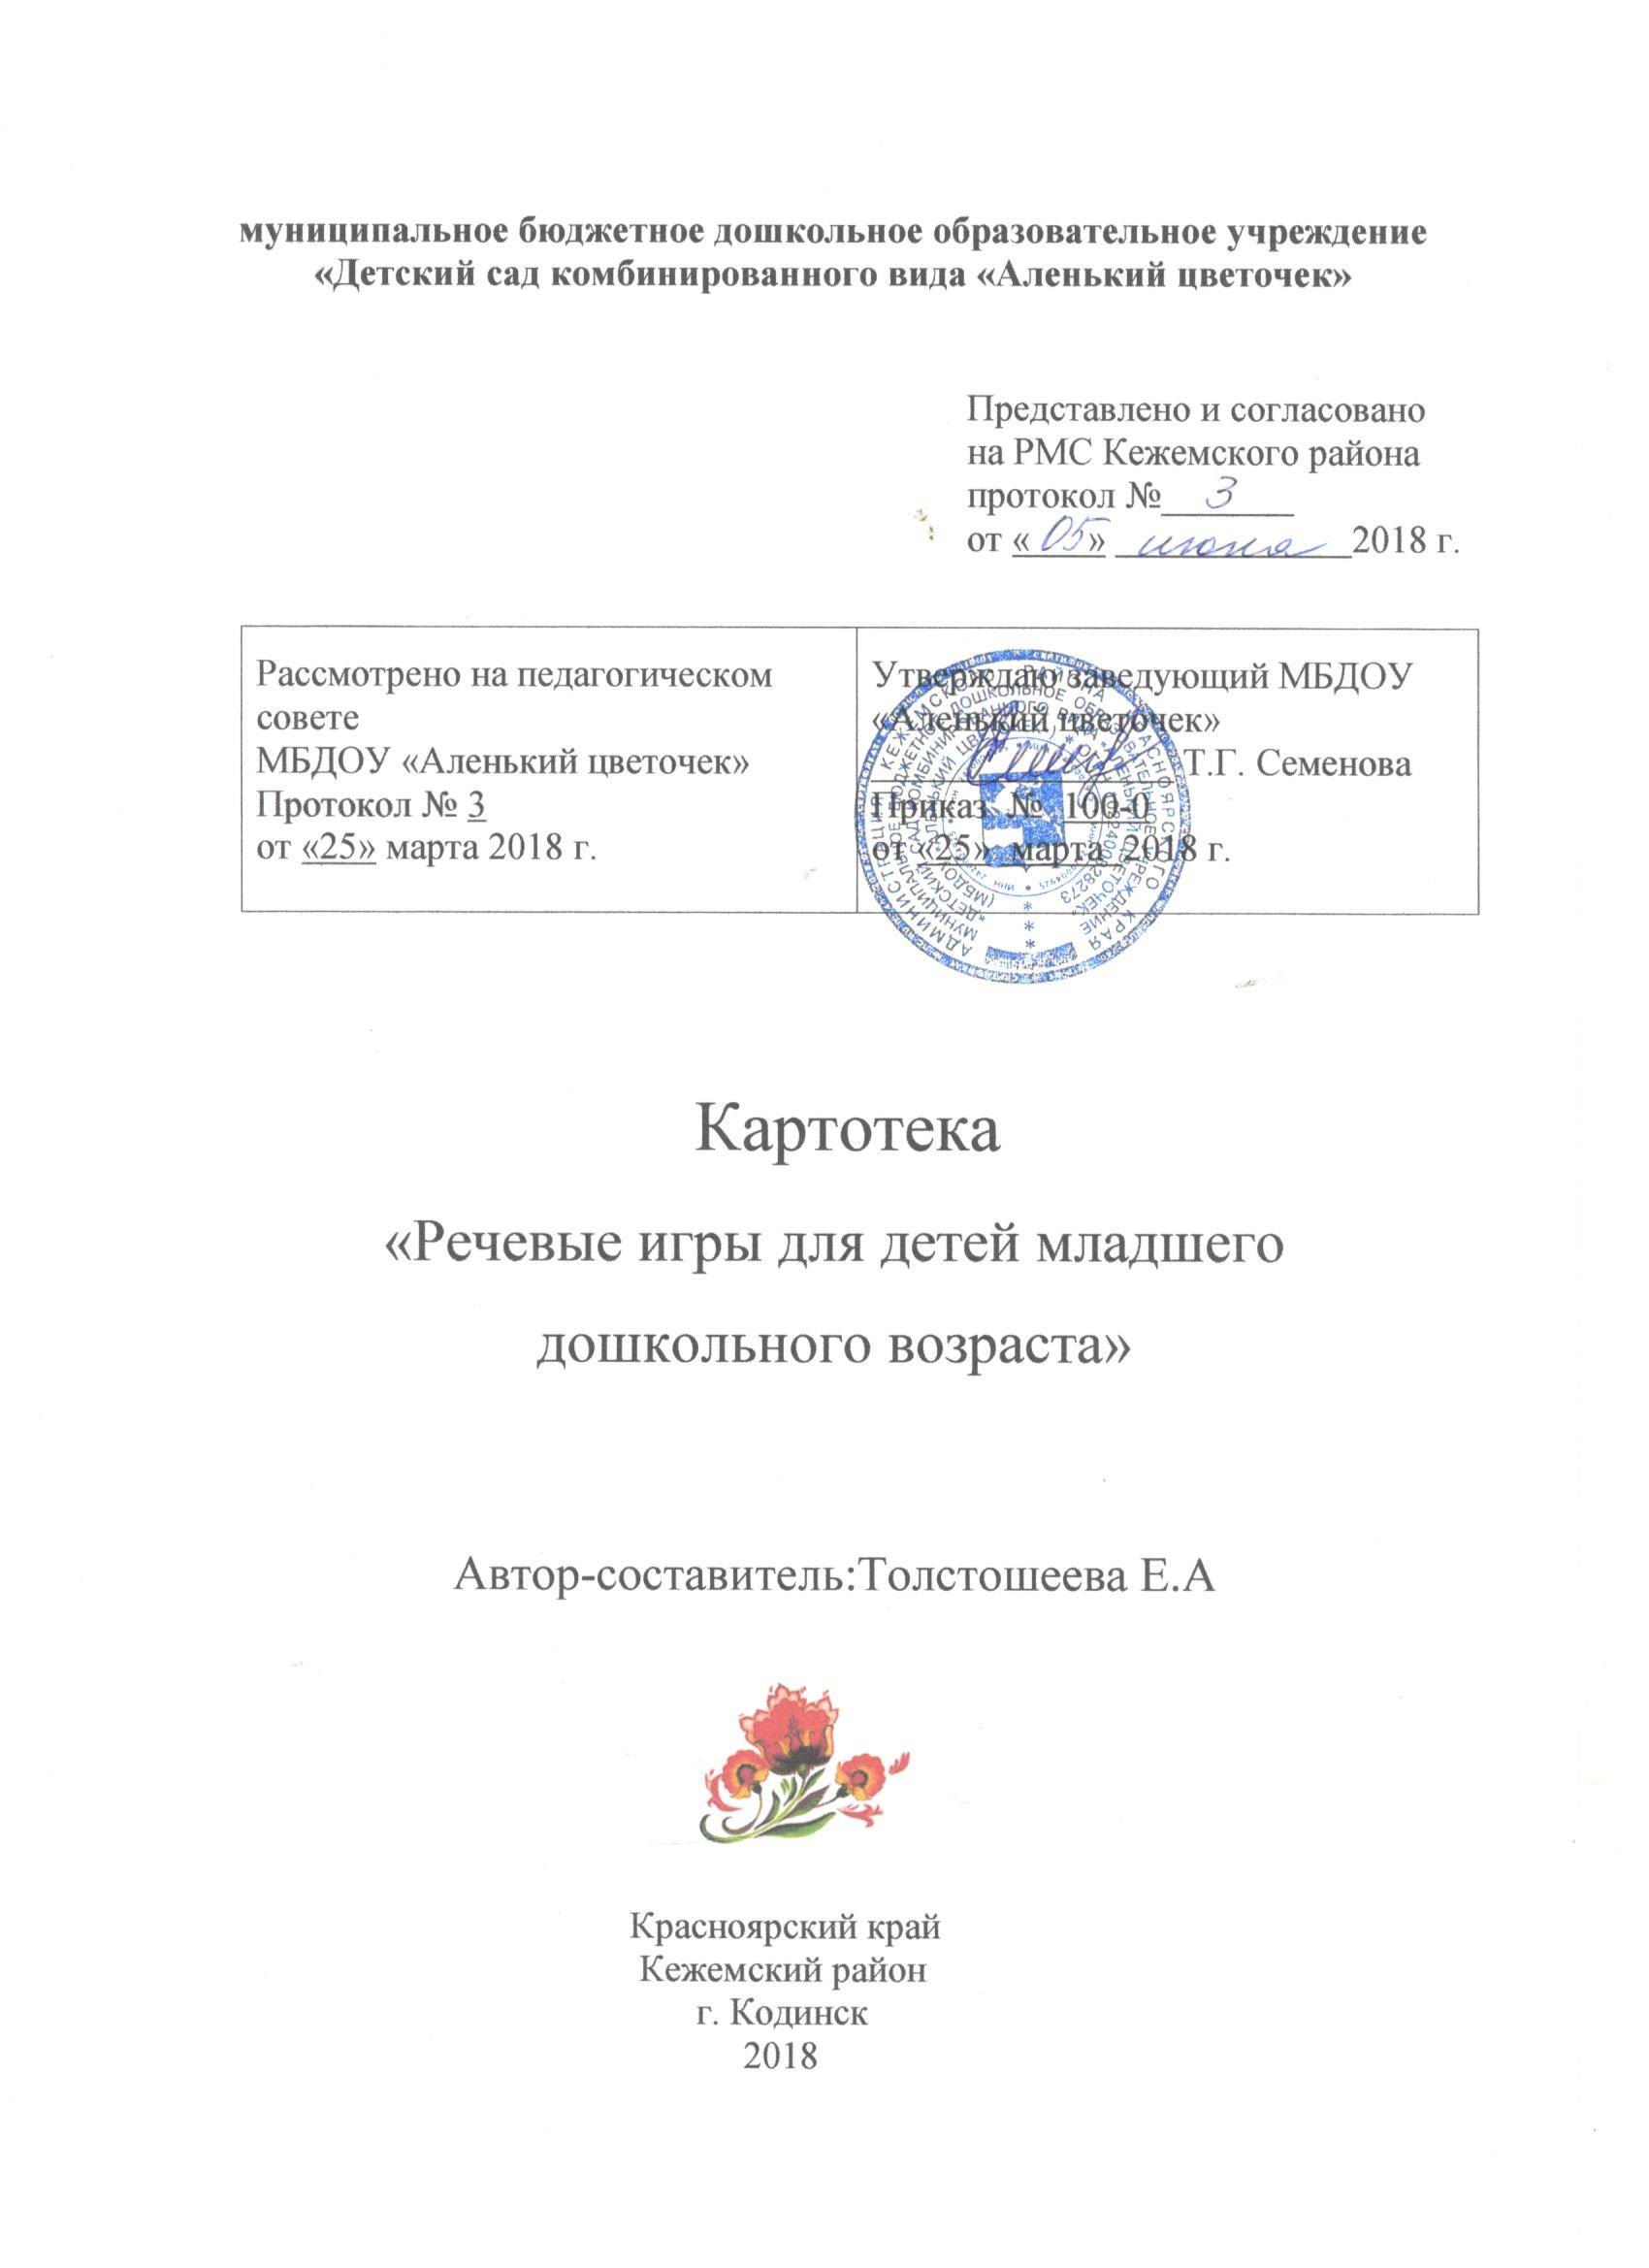 муниципальное бюджетное дошкольное образовательное учреждение
«Детский сад комбинированного вида «Аленький цветочек»
Представлено и согласовано
на РМС Кежемского района
протокол № 3
от «05» июня 2018 г.
Рассмотрено на педагогическом
совете
МБДОУ «Аленький цветочек»
Протокол № 3
от «25» марта 2018 г.
Утверждаю заведующий МБДОУ
«Аленький цветочек»
Т.Г. Семенова
Приказ № 100-0
от «25» марта 2018 г.
Картотека
«Речевые игры для детей младшего
дошкольного возраста»
Автор-составитель:Толстошеева Е.А
Красноярский край
Кежемский район
г. Кодинск
2018